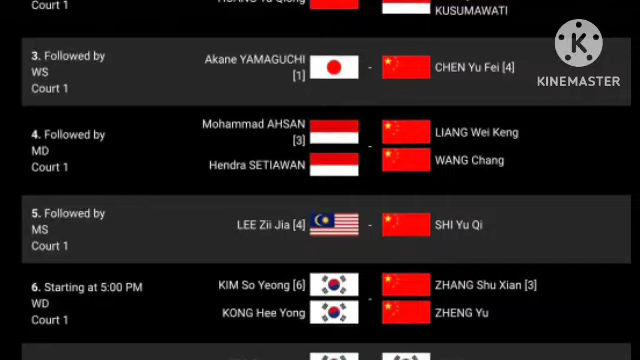 KUSUMAWATI
3. Followed by
WS
Court 1
Akane YAMAGUCHI
[1]
-
CHEN Yu Fei [4]
4. Followed by
MD
Court 1
Mohammad AHSAN
[3]
Hendra SETIAWAN
-
LIANG Wei Keng
WANG Chang
5. Followed by
MS
Court 1
LEE Zii Jia [4]
-
SHI Yu Qi
6. Starting at 5:00 PM
WD
Court 1
KIM So Yeong [6]
KONG Hee Yong
-
ZHANG Shu Xian [3]
ZHENG Yu
K
KINEMASTER